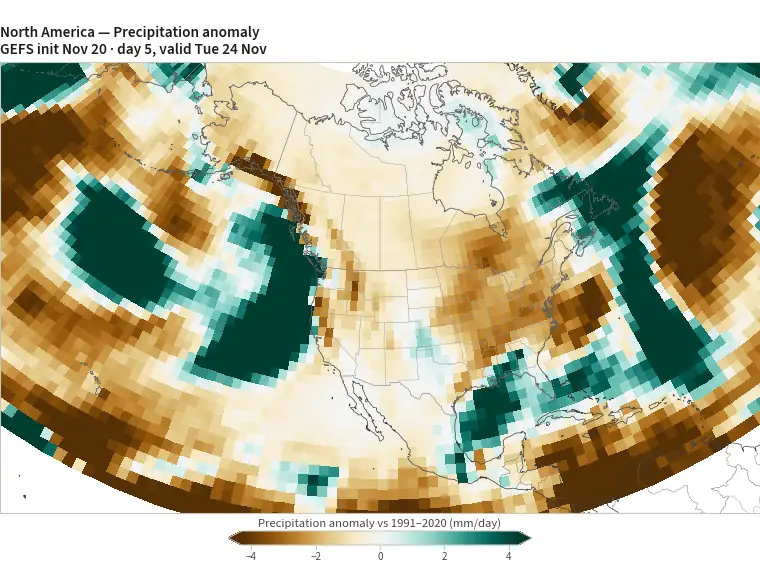 North America — Precipitation anomaly
GEFS init Nov 20 · day 5, valid Tue 24 Nov
Precipitation anomaly vs 1991–2020 (mm/day)
−4 −2 0 2 4